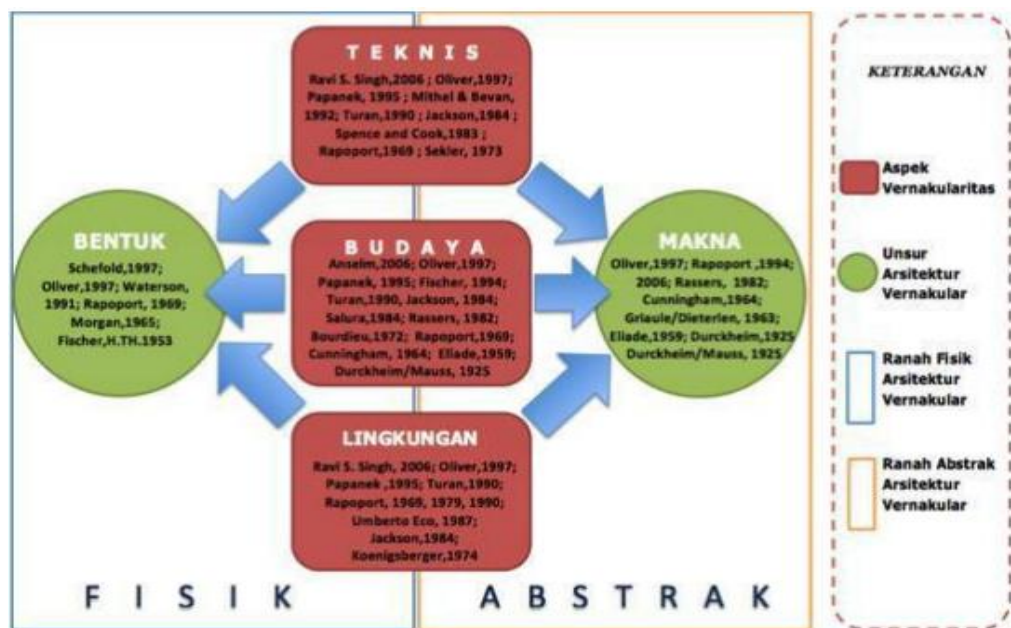 T E K N I S
Ravi S. Singh,2006 ; Oliver,1997;
Papanek, 1995 ; Mithel & Bevan,
1992; Turan,1990 ; Jackson,1984 ;
Spence and Cook,1983 ;
Rapoport,1969 ; Sekler, 1973
BENTUK
Schefold,1997;
Oliver,1997; Waterson,
1991; Rapoport, 1969;
Morgan,1965;
Fischer,H.TH.1953
B U D A Y A
Anselm,2006; Oliver,1997;
Papanek, 1995; Fischer, 1994;
Turan,1990, Jackson, 1984;
Salura,1984; Rassers, 1982;
Bourdieu,1972; Rapoport,1969;
Cunningham, 1964; Eliade,1959;
Durckheim/Mauss, 1925
MAKNA
Oliver,1997; Rapoport ,1994;
2006; Rassers, 1982;
Cunningham,1964;
Griaule/Dieterlen, 1963;
Eliade,1959; Durckheim,1925
Durckheim/Mauss, 1925
LINGKUNGAN
Ravi S. Singh, 2006; Oliver,1997;
Papanek ,1995; Turan,1990;
Rapoport, 1969, 1979, 1990;
Umberto Eco, 1987;
Jackson,1984;
Koenigsberger,1974
F I S I K
A B S T R A K
KETERANGAN
Aspek
Vernakularitas
Unsur
Arsitektur
Vernakular
Ranah Fisik
Arsitektur
Vernakular
Ranah Abstrak
Arsitektur
Vernakular